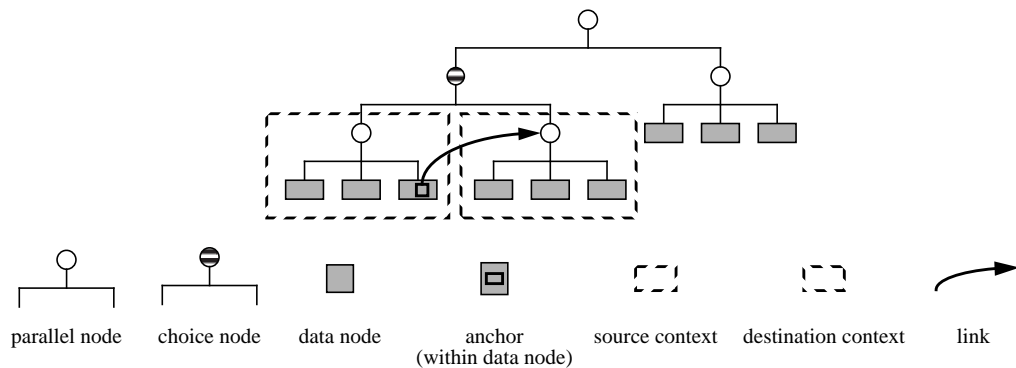 parallel node
choice node
data node
anchor
(within data node)
source context
destination context
link